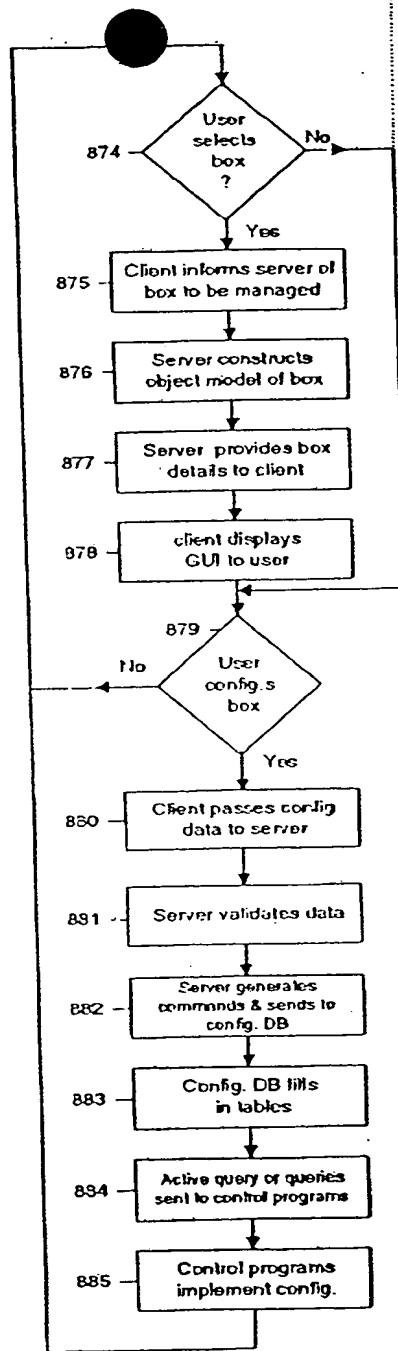 User
selects
box
?
874
No
Yes
875
Client informs server of
box to be managed
876
Server constructs
object model of box
877
Server provides box
details to client
878
client displays
GUI to user
879
No
User
config.s
box
Yes
880
Client passes config
data to server
891
Server validates data
882
Server generates
commands & sends to
config. DB
883
Config. DB fills
in tables
884
Active query or queries
sent to control programs
885
Control programs
implement config.